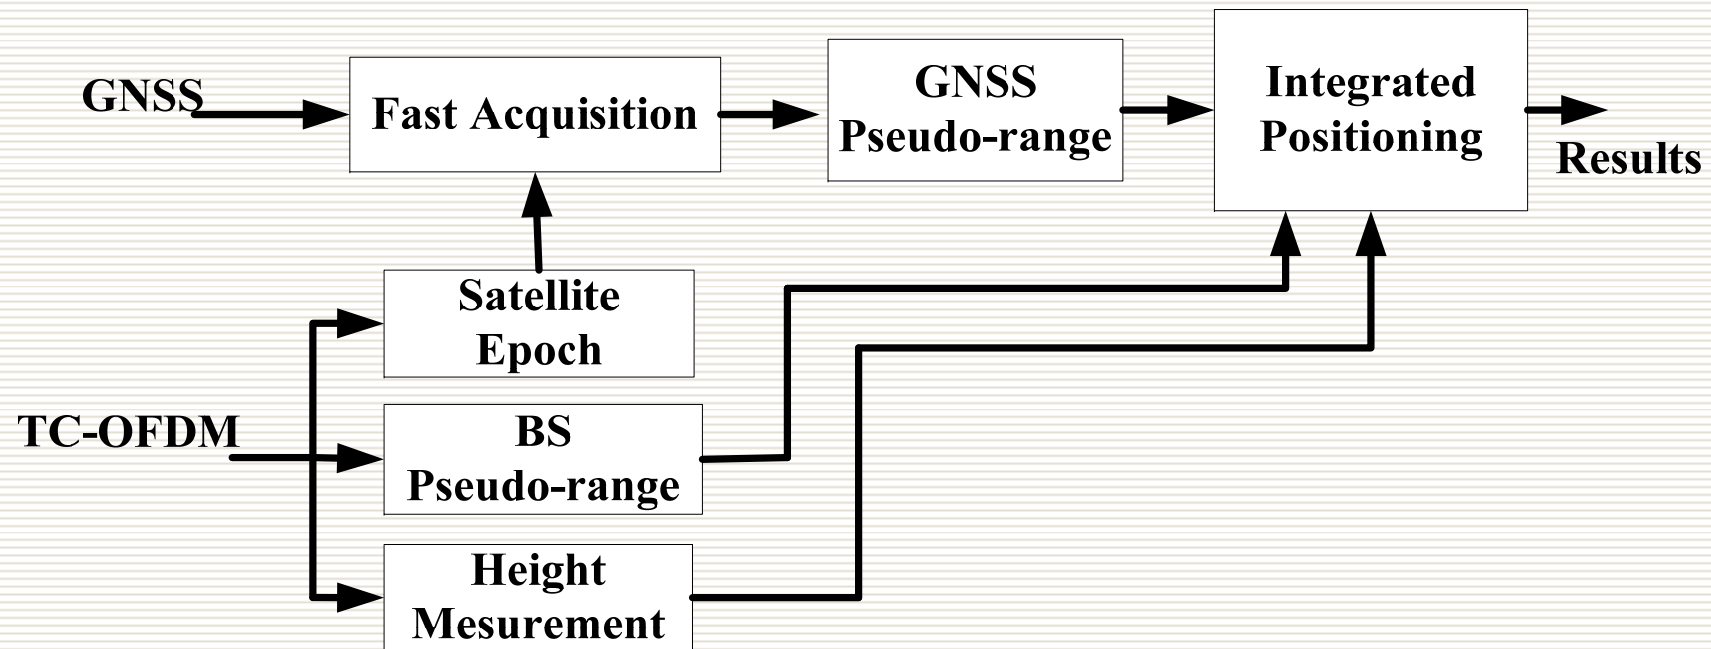 GNSS
Fast Acquisition
GNSS
Pseudo-range
Integrated
Positioning
Results
Satellite
Epoch
TC-OFDM
BS
Pseudo-range
Height
Mesurement